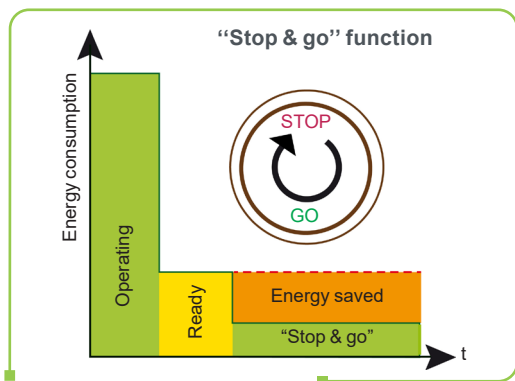 “Stop & go” function
Energy consumption
STOP
GO
Operating
Ready
Energy saved
“Stop & go”
t